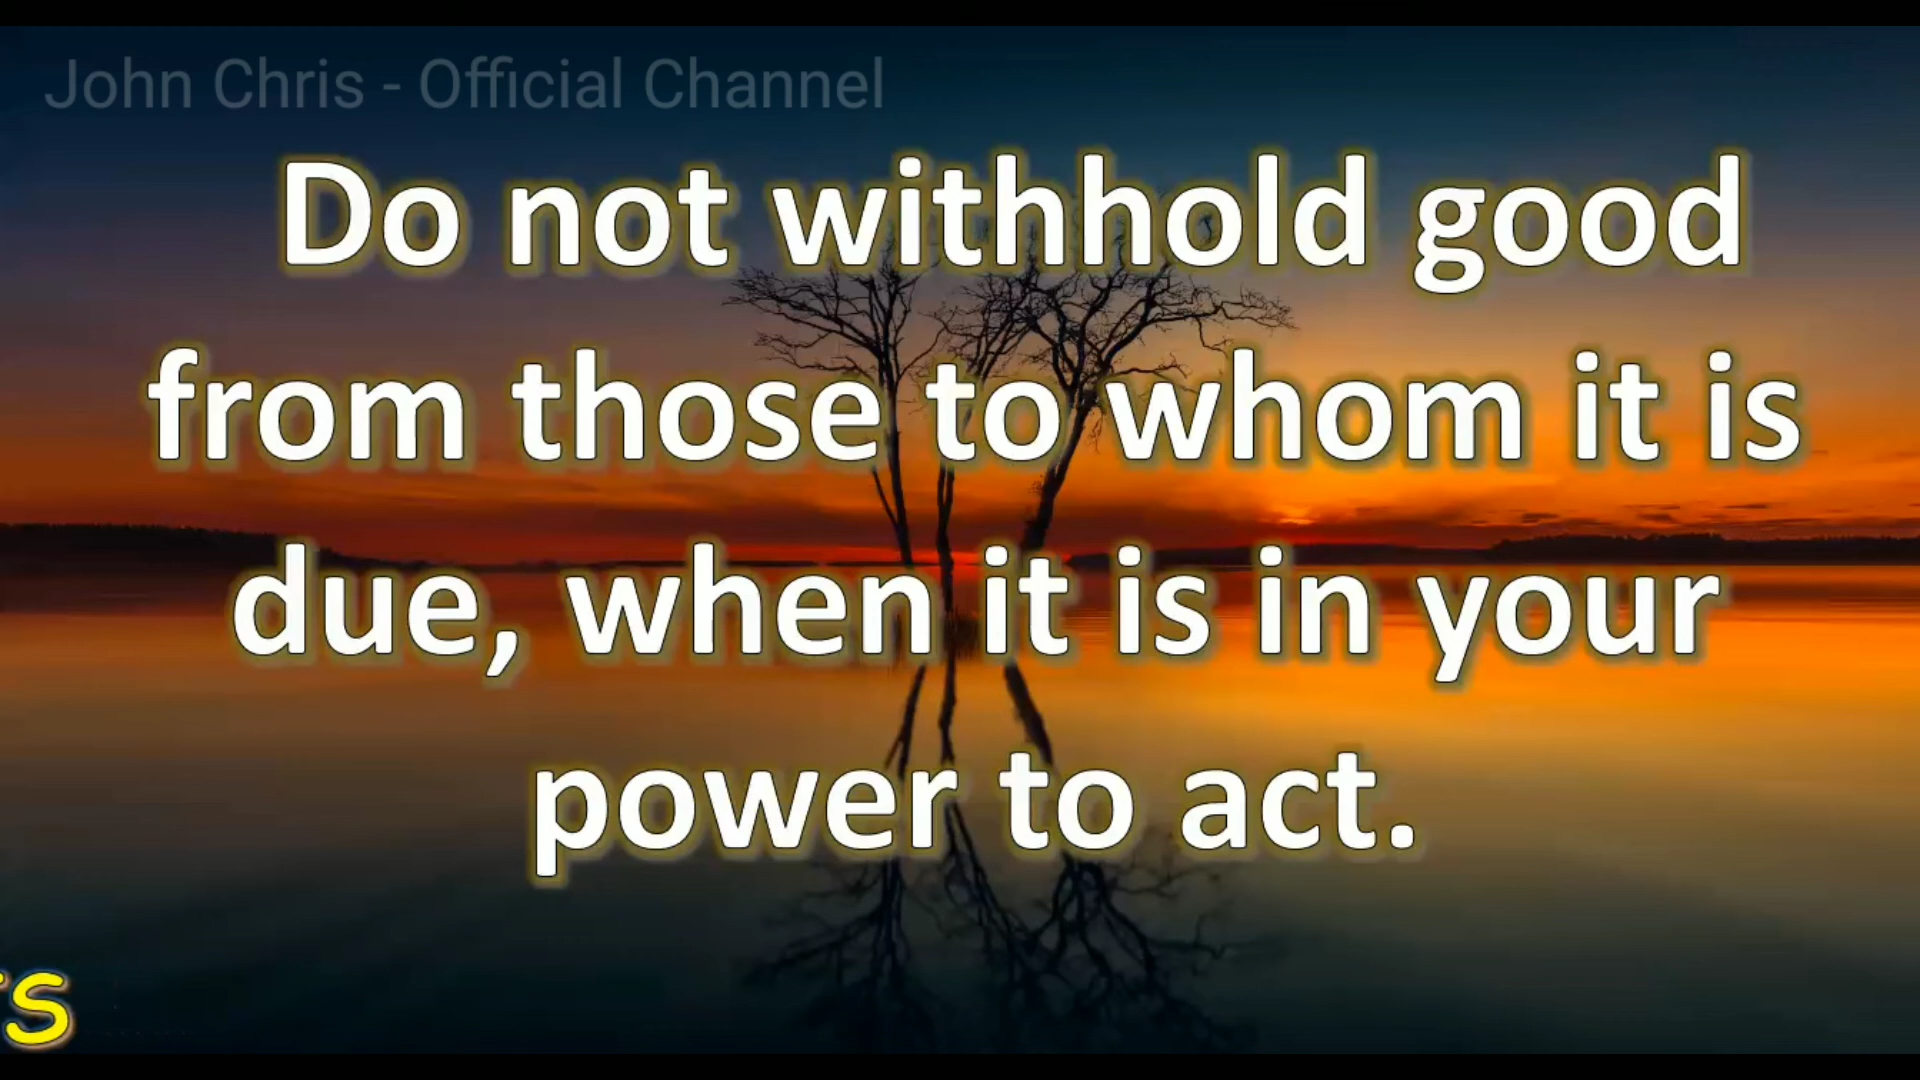 John Chris - Official Channel
Do not withhold good
from those to whom it is
due, when it is in your
power to act.